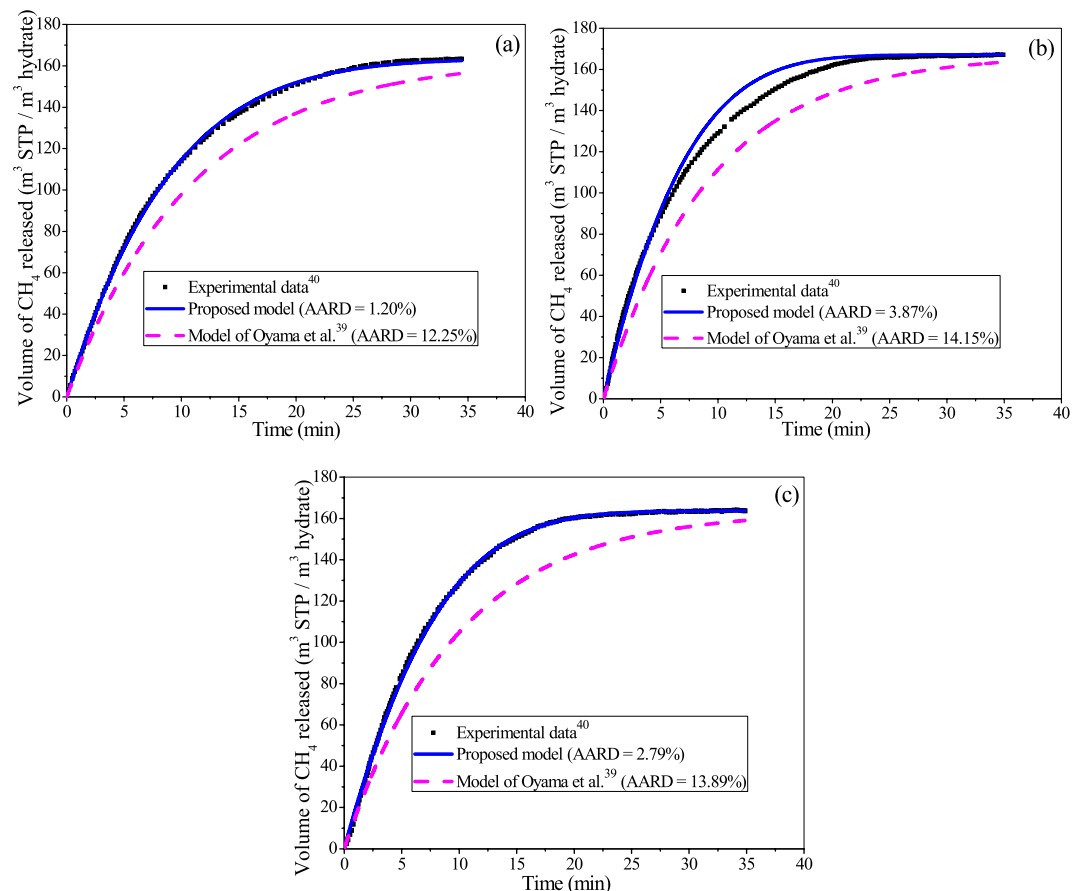 (a)
Volume of CH4 released (m3 STP / m3 hydrate)
180
160
140
120
100
80
60
40
20
0
Experimental data40
Proposed model (AARD = 1.20%)
Model of Oyama et al.39 (AARD = 12.25%)
0 5 10 15 20 25 30 35 40
Time (min)
(b)
Volume of CH4 released (m3 STP / m3 hydrate)
180
160
140
120
100
80
60
40
20
0
Experimental data40
Proposed model (AARD = 3.87%)
Model of Oyama et al.39 (AARD = 14.15%)
0 5 10 15 20 25 30 35 40
Time (min)
(c)
Volume of CH4 released (m3 STP / m3 hydrate)
180
160
140
120
100
80
60
40
20
0
Experimental data40
Proposed model (AARD = 2.79%)
Model of Oyama et al.39 (AARD = 13.89%)
0 5 10 15 20 25 30 35 40
Time (min)